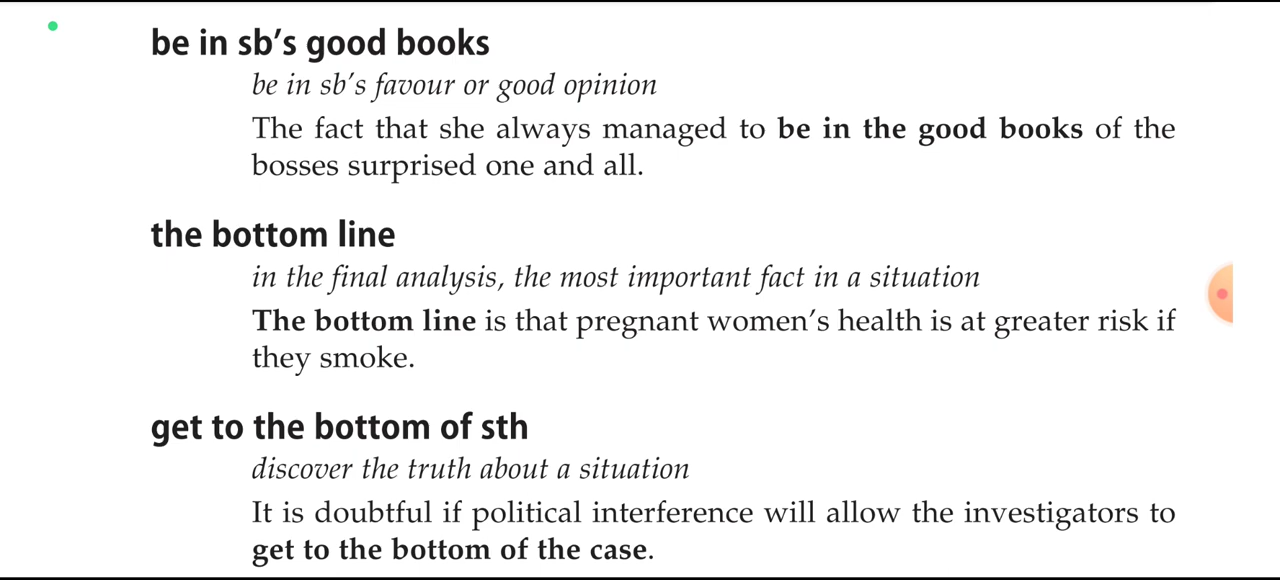 be in sb's good books
be in sb's favour or good opinion
The fact that she always managed to be in the good books of the
bosses surprised one and all.
the bottom line
in the final analysis, the most important fact in a situation
The bottom line is that pregnant women's health is at greater risk if
they smoke.
get to the bottom of sth
discover the truth about a situation
It is doubtful if political interference will allow the investigators to
get to the bottom of the case.